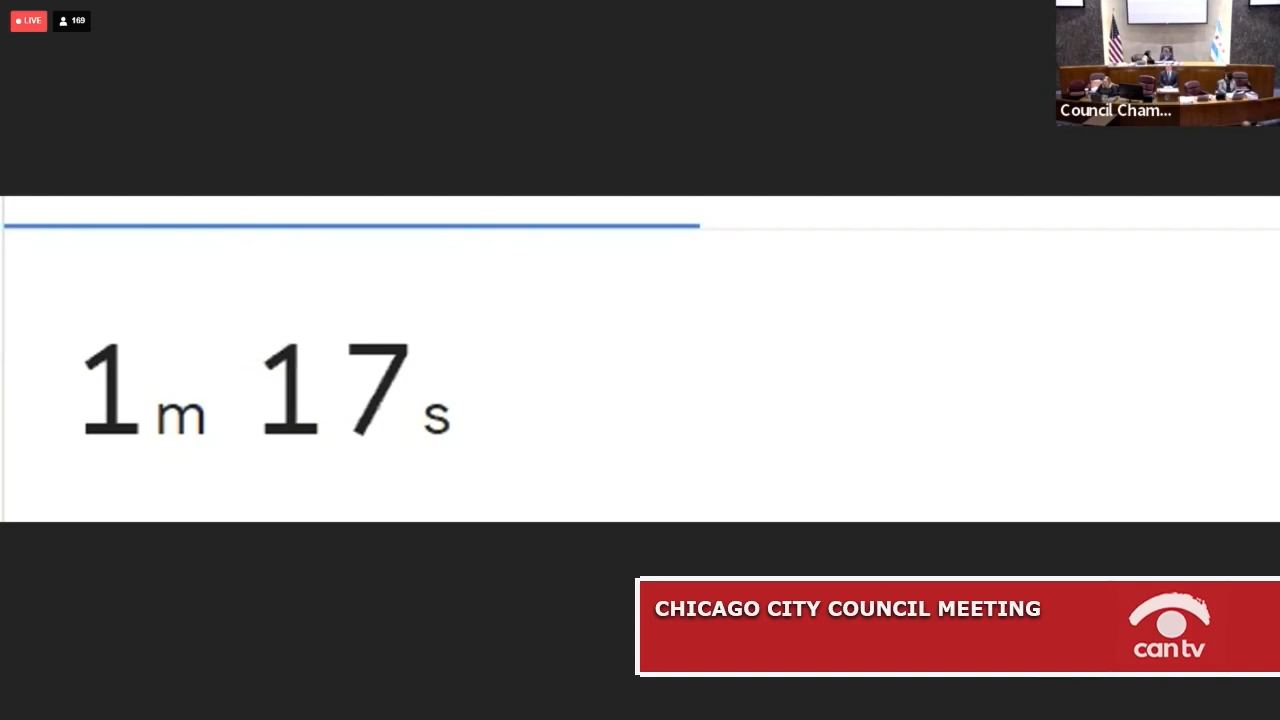 LIVE 169
Council Cham...
1m 17s
CHICAGO CITY COUNCIL MEETING
can tv